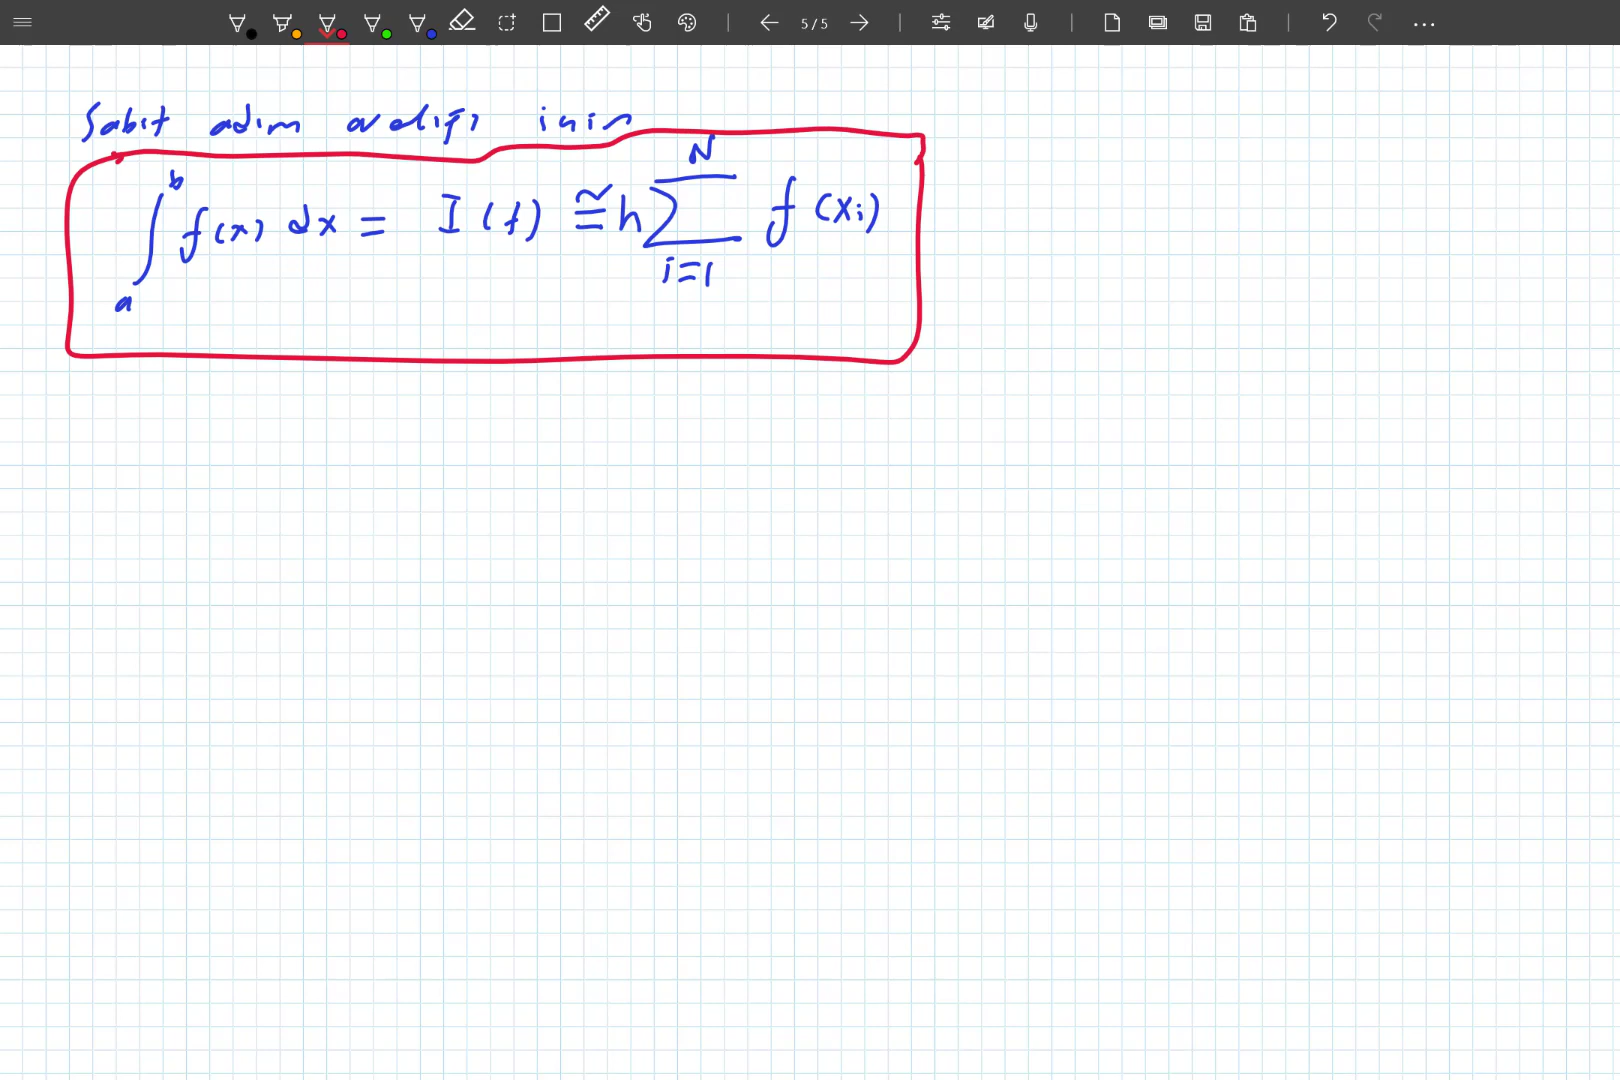 5/5
Sabit adım aralığı için
∫_a^b f(x) dx = I(f) ≅ h ∑_{i=1}^{N} f(x_i)